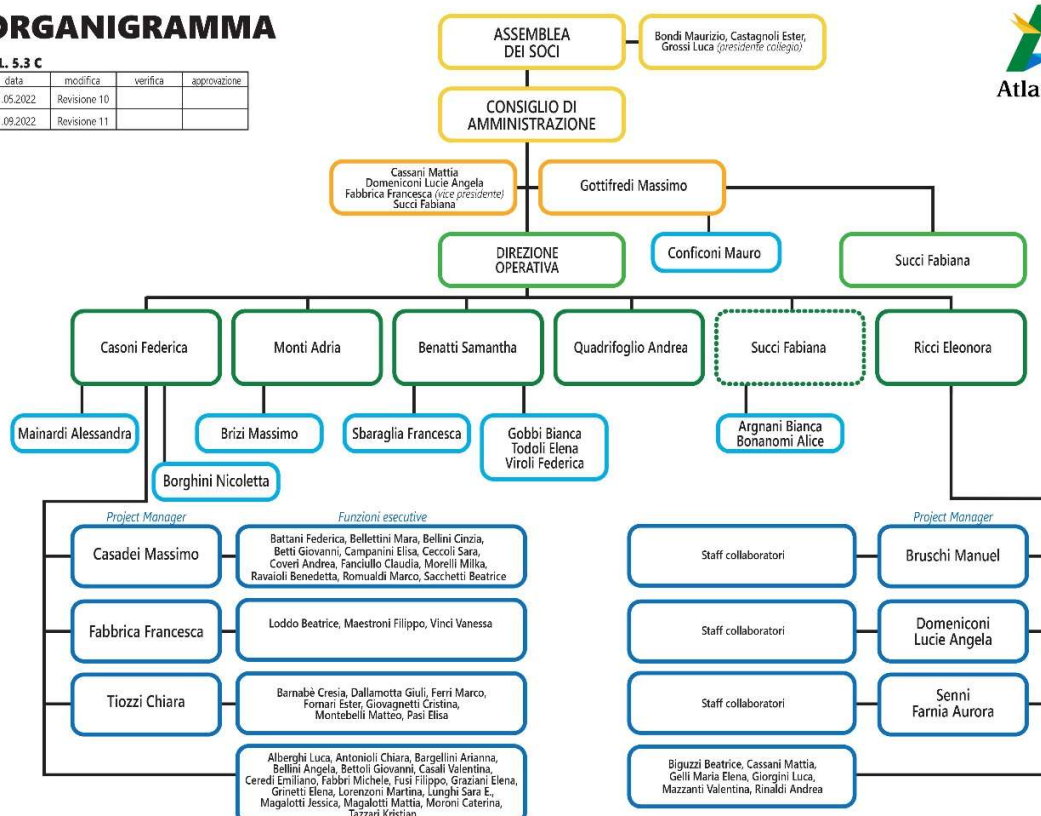 ORGANIGRAMMA
L. 5.3 C
data modifica verifica approvazione
.05.2022 Revisione 10
.09.2022 Revisione 11
ASSEMBLEA
DEI SOCI
Bondi Maurizio, Castagnoli Ester,
Grossi Luca (presidente collegio)
Atla
CONSIGLIO DI
AMMINISTRAZIONE
Cassani Mattia
Domeniconi Lucie Angela
Fabbrica Francesca (vice presidente)
Succi Fabiana
Gottifredi Massimo
DIREZIONE
OPERATIVA
Conficoni Mauro
Succi Fabiana
Casoni Federica
Monti Adria
Benatti Samantha
Quadrifoglio Andrea
Succi Fabiana
Ricci Eleonora
Mainardi Alessandra
Borghini Nicoletta
Brizi Massimo
Sbaraglia Francesca
Gobbi Bianca
Todoli Elena
Viroli Federica
Argnani Bianca
Bonanomi Alice
Project Manager
Funzioni esecutive
Casadei Massimo
Battani Federica, Bellettini Mara, Bellini Cinzia,
Betti Giovanni, Campanini Elisa, Ceccoli Sara,
Coveri Andrea, Fanciullo Claudia, Morelli Milka,
Ravaioli Benedetta, Romualdi Marco, Sacchetti Beatrice
Fabbrica Francesca
Loddo Beatrice, Maestroni Filippo, Vinci Vanessa
Tiozzi Chiara
Barnabè Cresia, Dallamotta Giuli, Ferri Marco,
Fornari Ester, Giovagnetti Cristina,
Montebelli Matteo, Pasi Elisa
Alberghi Luca, Antonioli Chiara, Bargellini Arianna,
Bellini Angela, Bettoli Giovanni, Casali Valentina,
Ceredi Emiliano, Fabbri Michele, Fusi Filippo, Graziani Elena,
Grinetti Elena, Lorenzoni Martina, Lunghi Sara E.,
Magalotti Jessica, Magalotti Mattia, Moroni Caterina,
Tazzari Kristian
Project Manager
Staff collaboratori
Bruschi Manuel
Staff collaboratori
Domeniconi
Lucie Angela
Staff collaboratori
Senni
Farnia Aurora
Biguzzi Beatrice, Cassani Mattia,
Gelli Maria Elena, Giorgini Luca,
Mazzanti Valentina, Rinaldi Andrea